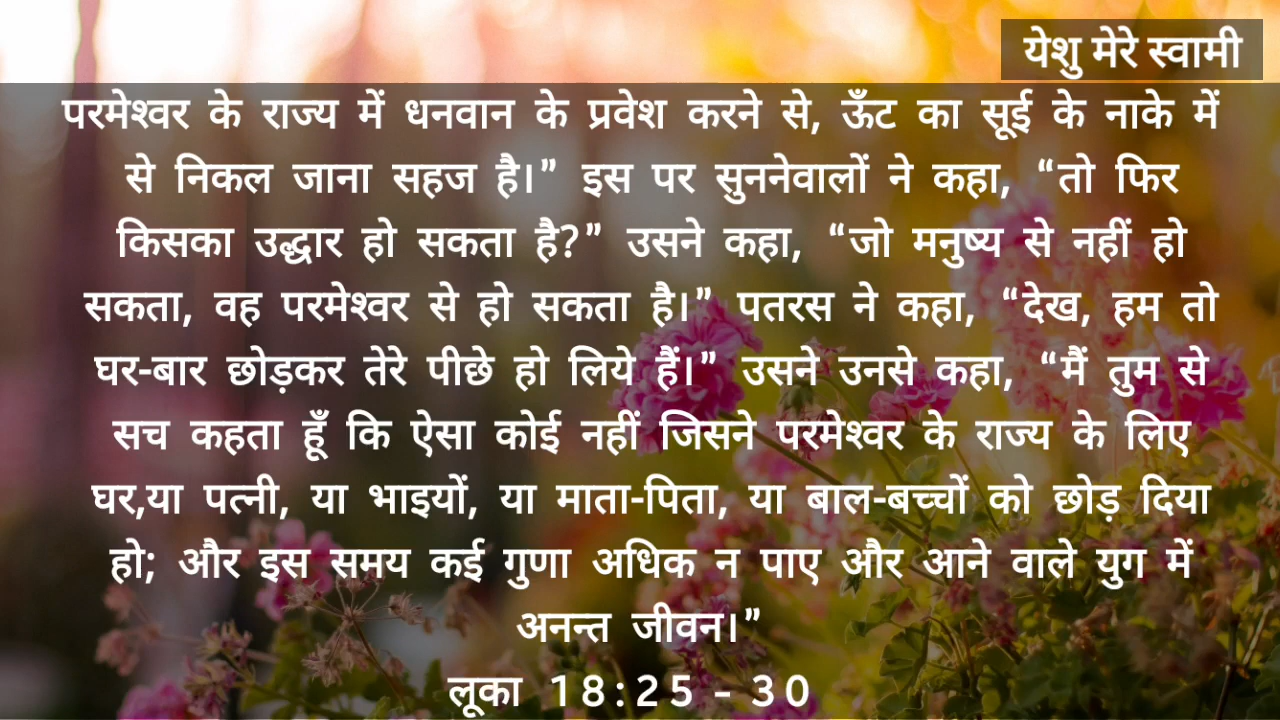 येशु मेरे स्वामी
परमेश्वर के राज्य में धनवान के प्रवेश करने से, ऊँट का सूई के नाके में
से निकल जाना सहज है।” इस पर सुननेवालों ने कहा, “तो फिर
किसका उद्धार हो सकता है?” उसने कहा, “जो मनुष्य से नहीं हो
सकता, वह परमेश्वर से हो सकता है।” पतरस ने कहा, “देख, हम तो
घर-बार छोड़कर तेरे पीछे हो लिये हैं।” उसने उनसे कहा, “मैं तुम से
सच कहता हूँ कि ऐसा कोई नहीं जिसने परमेश्वर के राज्य के लिए
घर,या पत्नी, या भाइयों, या माता-पिता, या बाल-बच्चों को छोड़ दिया
हो; और इस समय कई गुणा अधिक न पाए और आने वाले युग में
अनन्त जीवन।”
लूका 18:25 - 30